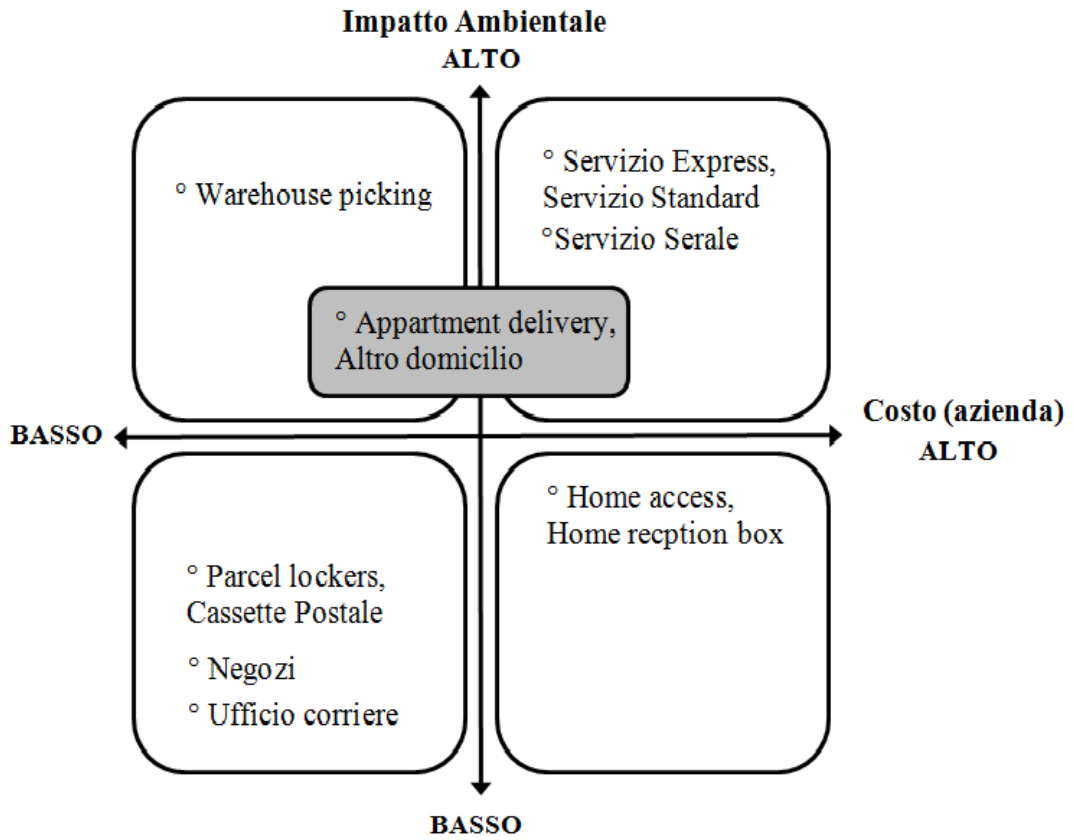 Impatto Ambientale
ALTO
° Warehouse picking
° Servizio Express,
Servizio Standard
°Servizio Serale
° Appartment delivery,
Altro domicilio
BASSO
Costo (azienda)
ALTO
° Parcel lockers,
Cassette Postale
° Negozi
° Ufficio corriere
° Home access,
Home recption box
BASSO